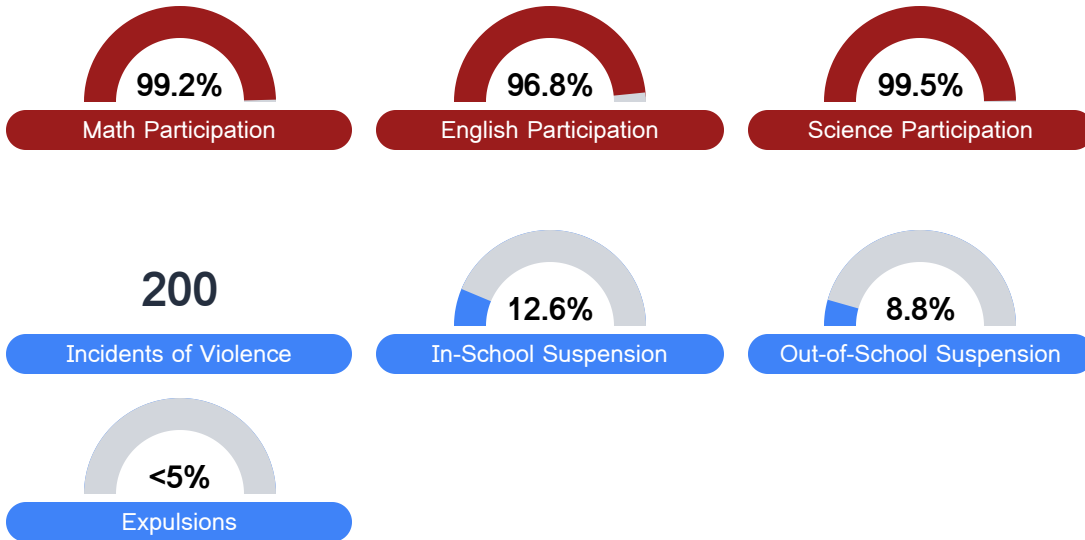 99.2%
Math Participation
96.8%
English Participation
99.5%
Science Participation
200
Incidents of Violence
12.6%
In-School Suspension
8.8%
Out-of-School Suspension
<5%
Expulsions